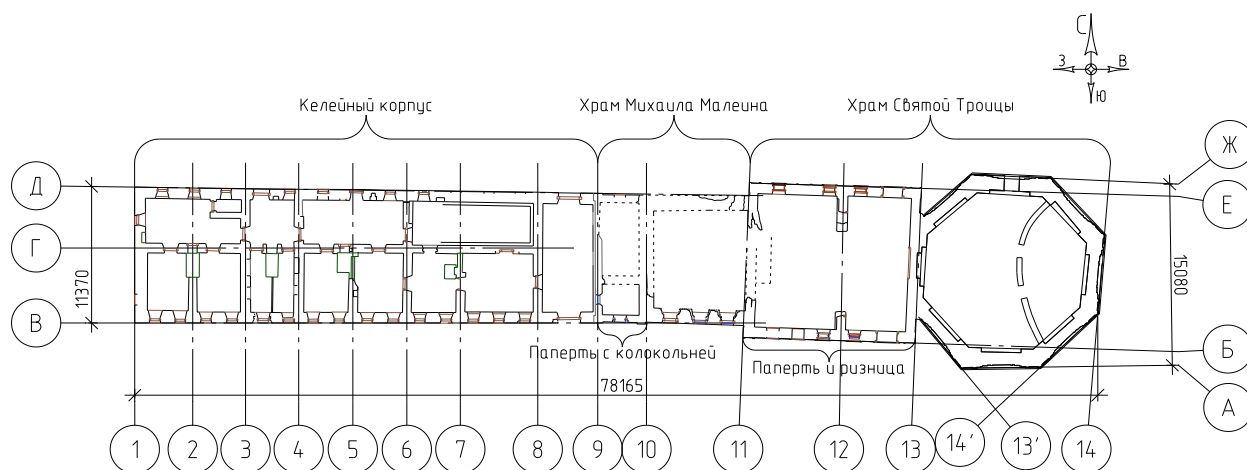 С
З
В
Ю
Келейный корпус
Храм Михаила Малеина
Храм Святой Троицы
Ж
Д
Е
Г
11370
15080
В
Паперть с колокольней
Паперть и ризница
Б
78165
А
1
2
3
4
5
6
7
8
9
10
11
12
13
14'
13'
14